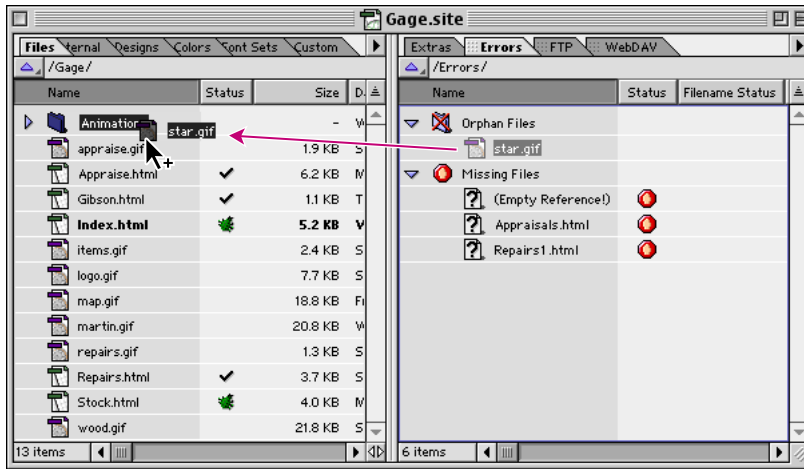 Gage.site
Files ternal Designs Colors Font Sets Custom
/Gage/
Name Status Size D
Animation -
star.gif
appraise.gif 1.9 KB S
Appraise.html 6.2 KB M
Gibson.html 1.1 KB T
Index.html 5.2 KB
items.gif 2.4 KB S
logo.gif 7.7 KB S
map.gif 18.8 KB Fi
martin.gif 20.8 KB
repairs.gif 1.3 KB S
Repairs.html 3.7 KB S
Stock.html 4.0 KB M
wood.gif 21.8 KB S
13 items
Extras Errors FTP WebDAV
/Errors/
Name Status Filename Status
Orphan Files
star.gif
Missing Files
(Empty Reference!)
Appraisals.html
Repairs1.html
6 items